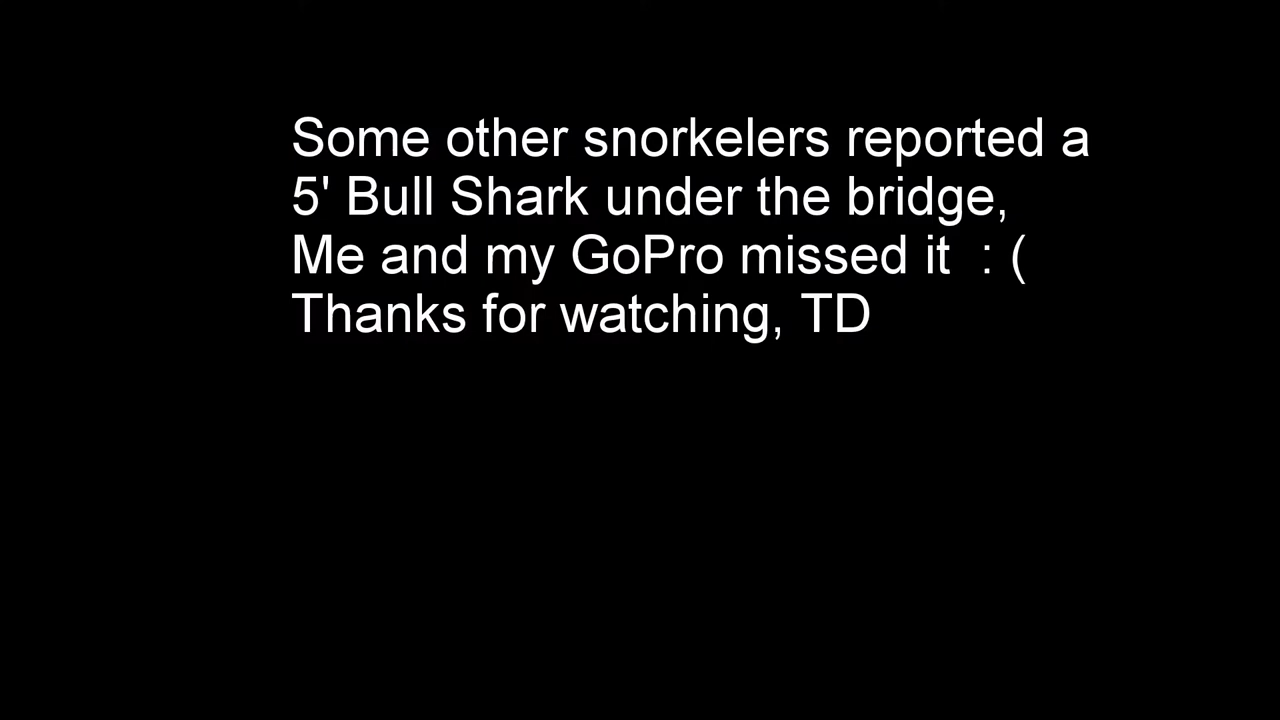 Some other snorkelers reported a
5' Bull Shark under the bridge,
Me and my GoPro missed it  : (
Thanks for watching, TD